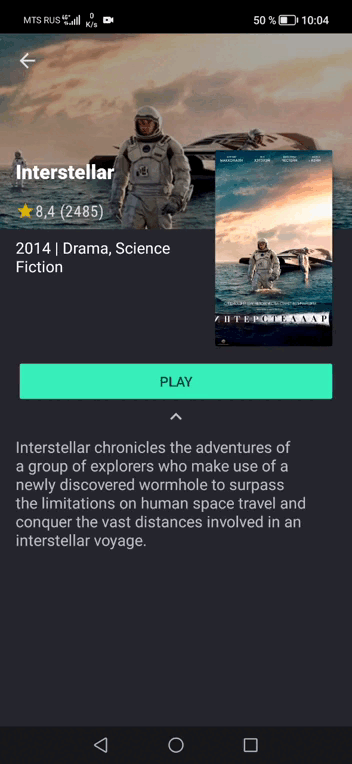 MTS RUS 4G+ 0 K/s 50 % 10:04
Interstellar
8,4 (2485)
2014 | Drama, Science
Fiction
ИНТЕРСТЕЛЛАР
PLAY
Interstellar chronicles the adventures of
a group of explorers who make use of a
newly discovered wormhole to surpass
the limitations on human space travel and
conquer the vast distances involved in an
interstellar voyage.